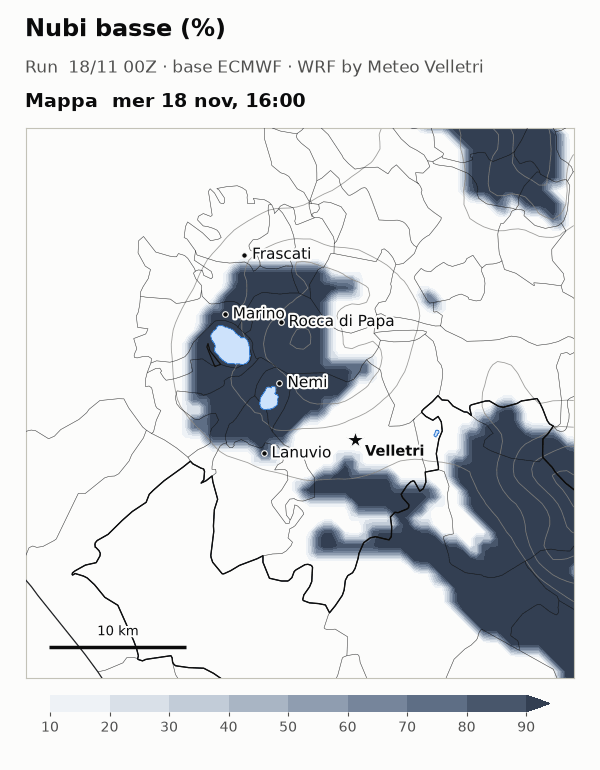 Nubi basse (%)
Run  18/11 00Z · base ECMWF · WRF by Meteo Velletri
Mappa  mer 18 nov, 16:00
Frascati
Marino
Rocca di Papa
Nemi
Velletri
Lanuvio
10 km
10 20 30 40 50 60 70 80 90